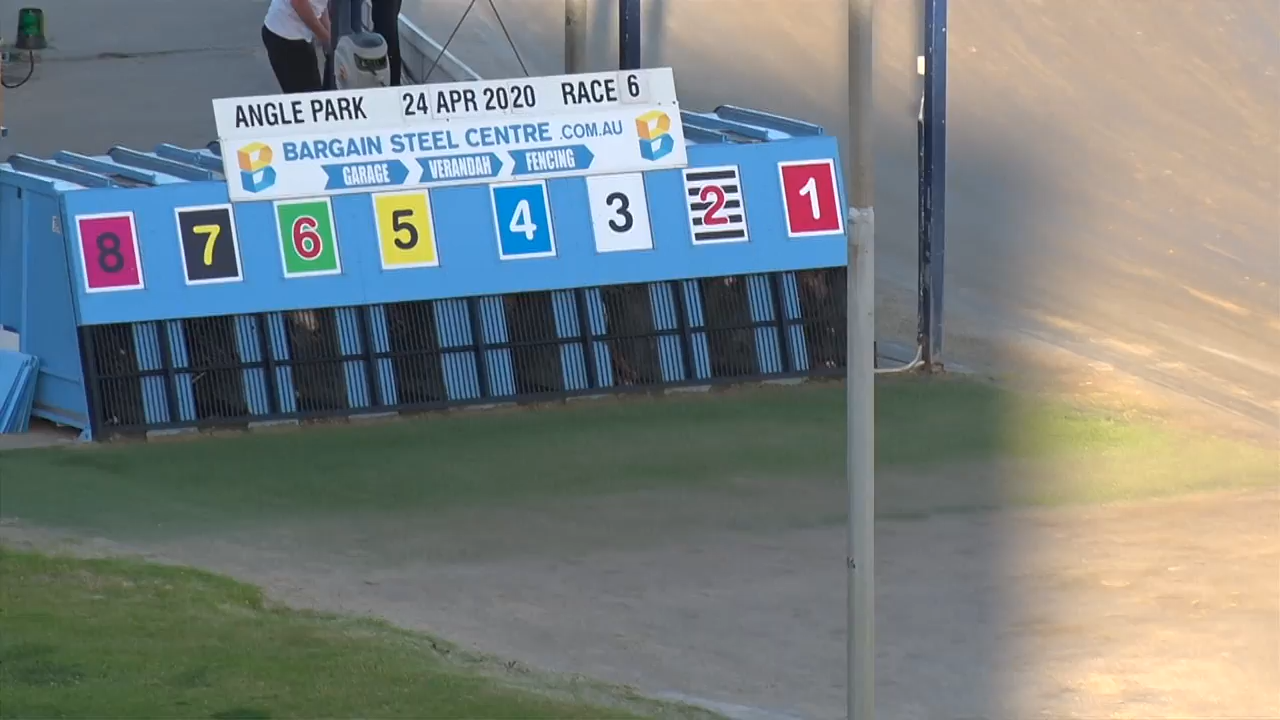 ANGLE PARK 24 APR 2020 RACE 6
BARGAIN STEEL CENTRE .COM.AU
GARAGE VERANDAH FENCING
8 7 6 5 4 3 2 1